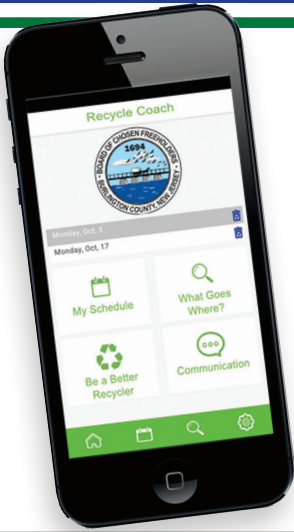 Recycle Coach
BOARD OF CHOSEN FREEHOLDERS
1694
BURLINGTON COUNTY, NEW JERSEY
Monday, Oct, 3
Monday, Oct, 17
My Schedule
What Goes
Where?
Be a Better
Recycler
Communication